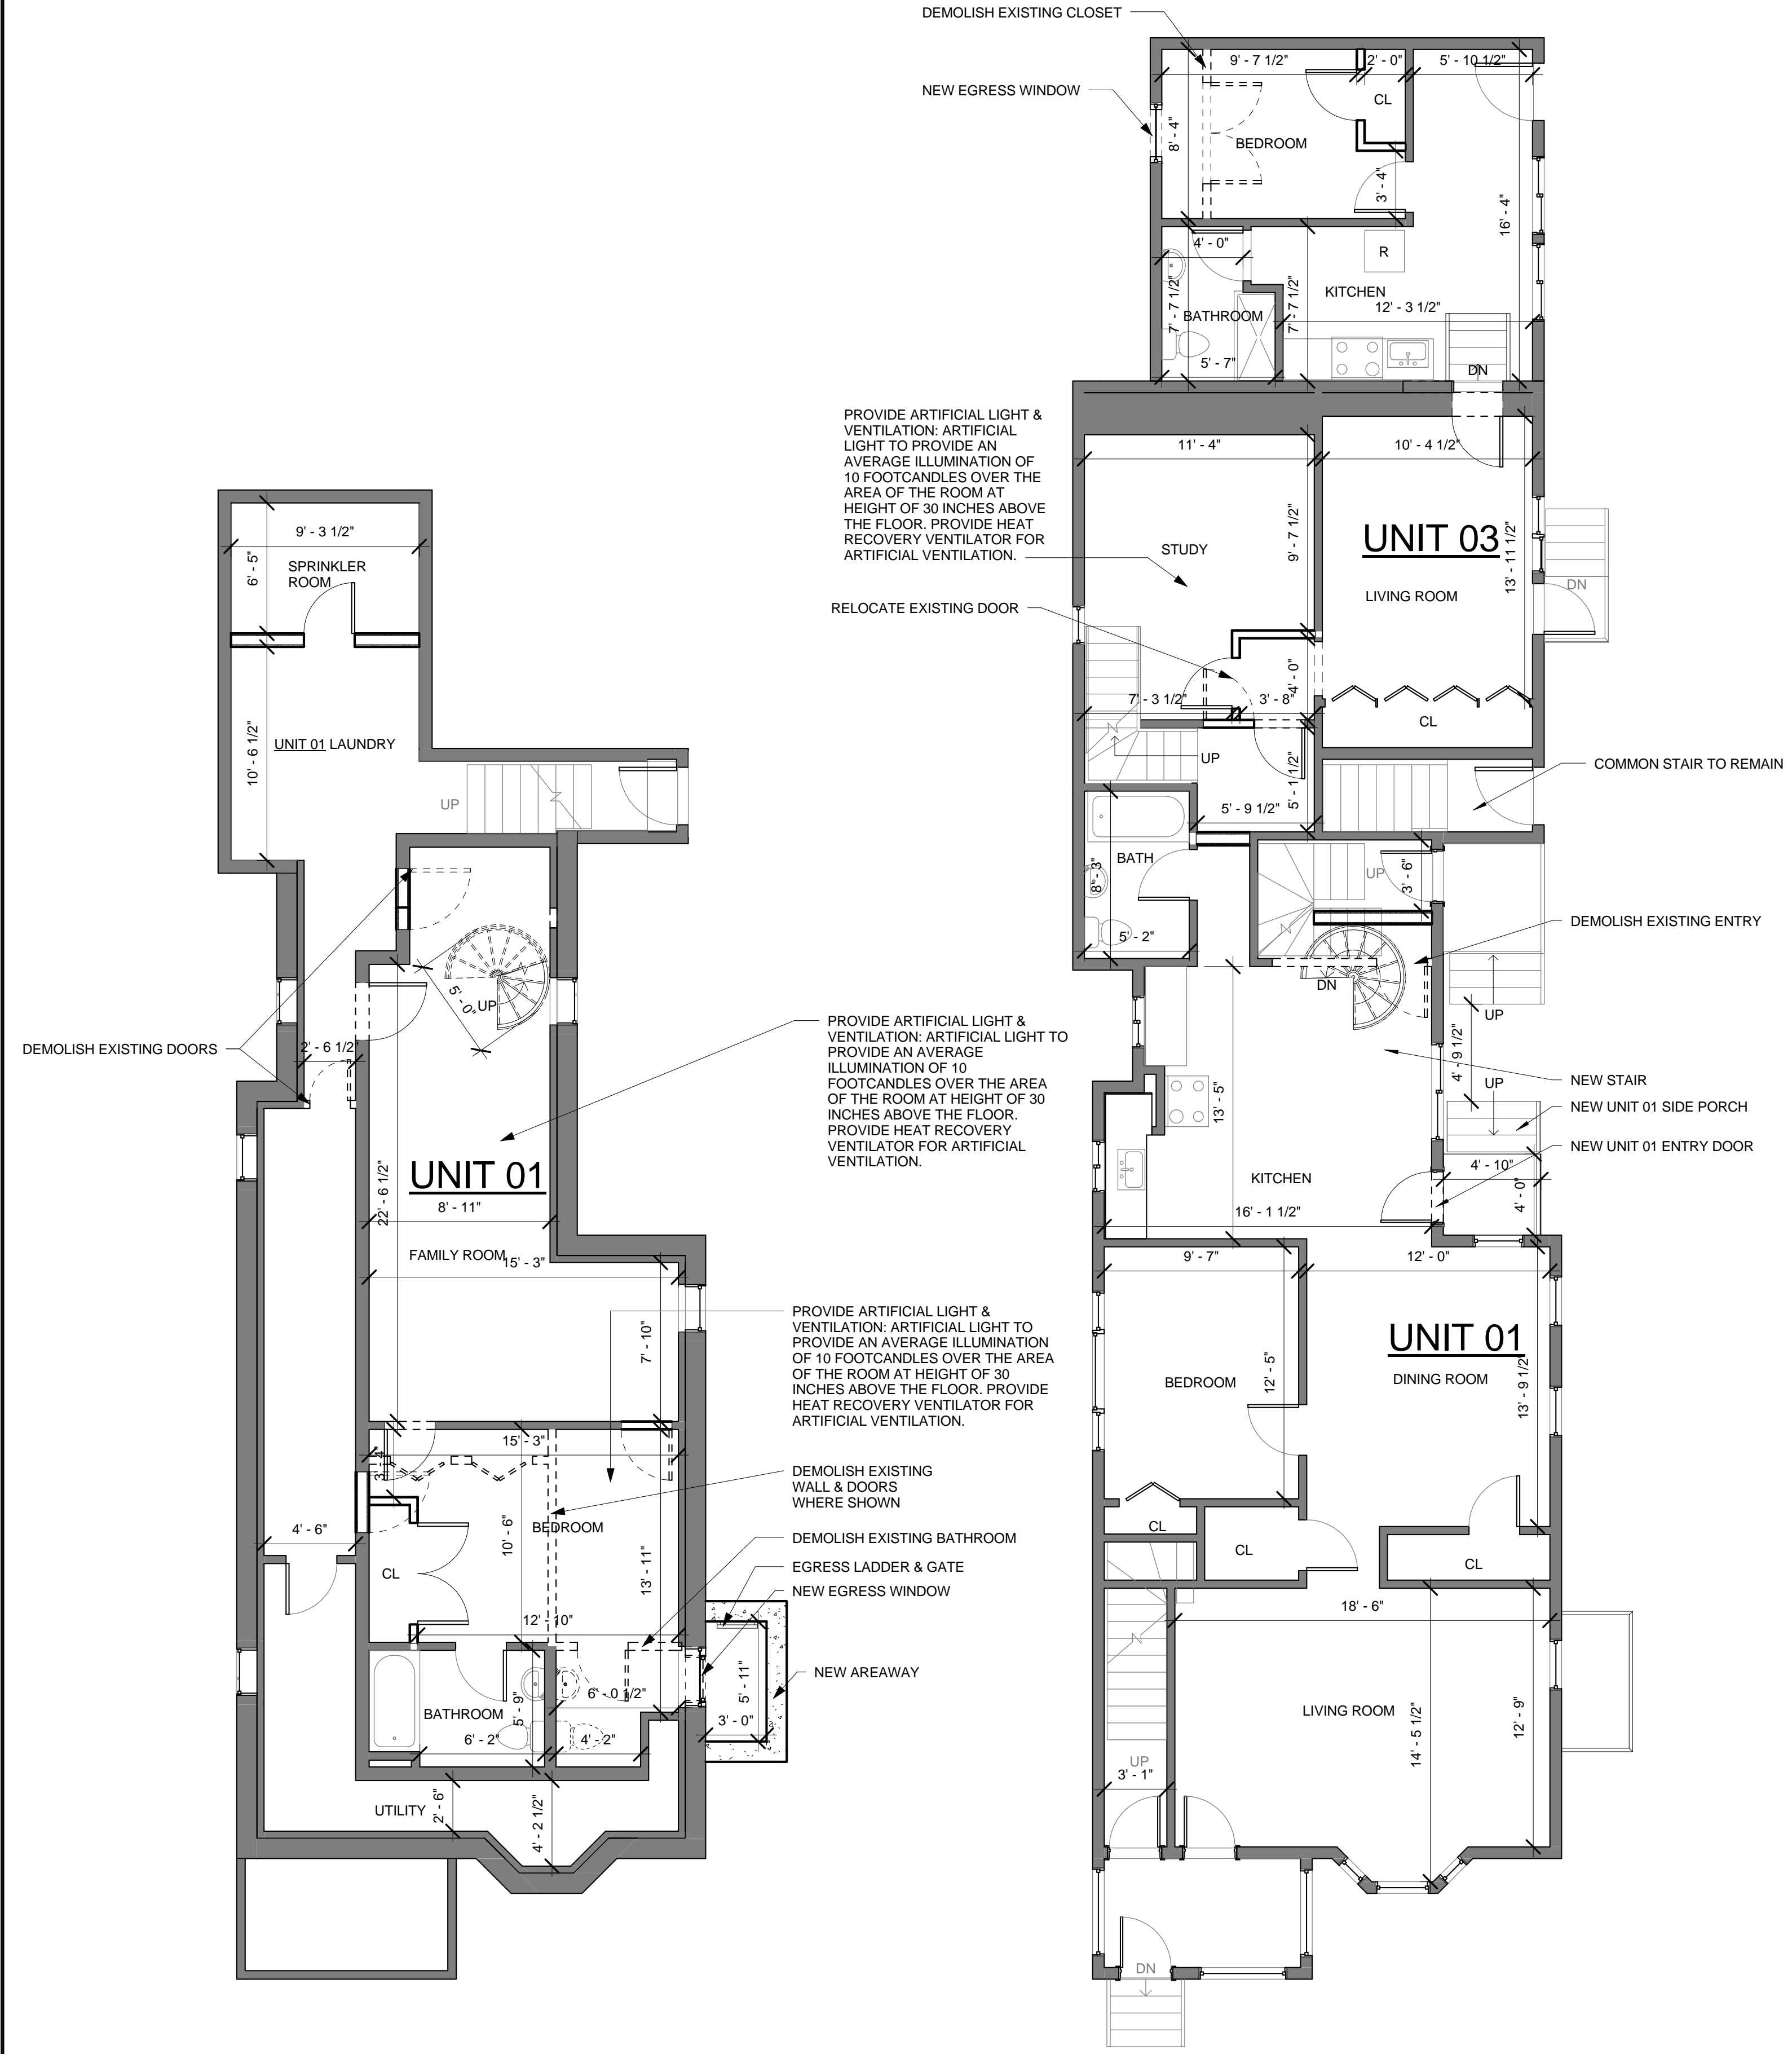 DEMOLISH EXISTING CLOSET
NEW EGRESS WINDOW
9' - 7 1/2"
2' - 0"
5' - 10 1/2"
CL
8' - 4"
BEDROOM
3' - 4"
16' - 4"
4' - 0"
R
KITCHEN
7' - 7 1/2"
7' - 7 1/2"
BATHROOM
12' - 3 1/2"
5' - 7"
DN
PROVIDE ARTIFICIAL LIGHT &
VENTILATION: ARTIFICIAL
LIGHT TO PROVIDE AN
AVERAGE ILLUMINATION OF
10 FOOTCANDLES OVER THE
AREA OF THE ROOM AT
HEIGHT OF 30 INCHES ABOVE
THE FLOOR. PROVIDE HEAT
RECOVERY VENTILATOR FOR
ARTIFICIAL VENTILATION.
11' - 4"
10' - 4 1/2"
STUDY
9' - 7 1/2"
UNIT 03
13' - 11 1/2"
LIVING ROOM
DN
RELOCATE EXISTING DOOR
4' - 0"
7' - 3 1/2"
3' - 8"
CL
UP
COMMON STAIR TO REMAIN
5' - 1 1/2"
5' - 9 1/2"
BATH
8' - 3"
UP
3' - 6"
5' - 2"
DEMOLISH EXISTING ENTRY
DN
UP
4' - 9 1/2"
UP
NEW STAIR
NEW UNIT 01 SIDE PORCH
NEW UNIT 01 ENTRY DOOR
13' - 5"
KITCHEN
4' - 10"
4' - 0"
16' - 1 1/2"
9' - 7"
12' - 0"
12' - 5"
BEDROOM
UNIT 01
DINING ROOM
13' - 9 1/2"
CL
CL
CL
18' - 6"
LIVING ROOM
14' - 5 1/2"
12' - 9"
UP
3' - 1"
DN
9' - 3 1/2"
6' - 5"
SPRINKLER
ROOM
10' - 6 1/2"
UNIT 01 LAUNDRY
UP
DEMOLISH EXISTING DOORS
2' - 6 1/2"
5' - 0"
UP
PROVIDE ARTIFICIAL LIGHT &
VENTILATION: ARTIFICIAL LIGHT TO
PROVIDE AN AVERAGE
ILLUMINATION OF 10
FOOTCANDLES OVER THE AREA
OF THE ROOM AT HEIGHT OF 30
INCHES ABOVE THE FLOOR.
PROVIDE HEAT RECOVERY
VENTILATOR FOR ARTIFICIAL
VENTILATION.
UNIT 01
22' - 6 1/2"
8' - 11"
FAMILY ROOM
15' - 3"
7' - 10"
PROVIDE ARTIFICIAL LIGHT &
VENTILATION: ARTIFICIAL LIGHT TO
PROVIDE AN AVERAGE ILLUMINATION
OF 10 FOOTCANDLES OVER THE AREA
OF THE ROOM AT HEIGHT OF 30
INCHES ABOVE THE FLOOR. PROVIDE
HEAT RECOVERY VENTILATOR FOR
ARTIFICIAL VENTILATION.
15' - 3"
3' - 4"
DEMOLISH EXISTING
WALL & DOORS
WHERE SHOWN
4' - 6"
10' - 6"
BEDROOM
DEMOLISH EXISTING BATHROOM
EGRESS LADDER & GATE
NEW EGRESS WINDOW
CL
13' - 11"
12' - 10"
NEW AREAWAY
5' - 11"
3' - 0"
6' - 0 1/2"
5' - 9"
BATHROOM
6' - 2"
4' - 2"
UTILITY
2' - 6"
4' - 2 1/2"